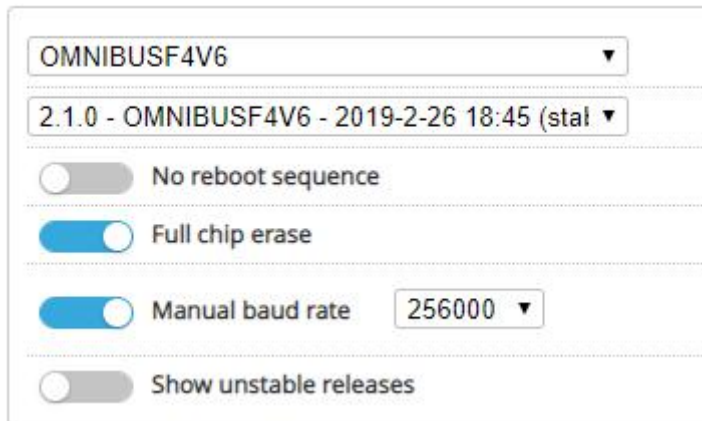 OMNIBUSF4V6
2.1.0 - OMNIBUSF4V6 - 2019-2-26 18:45 (stal
No reboot sequence
Full chip erase
Manual baud rate 256000
Show unstable releases